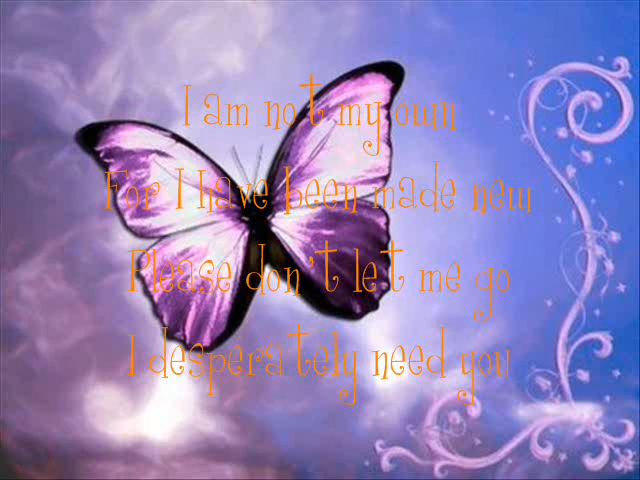 I am not my own
For I have been made new
Please don't let me go
I desperately need you